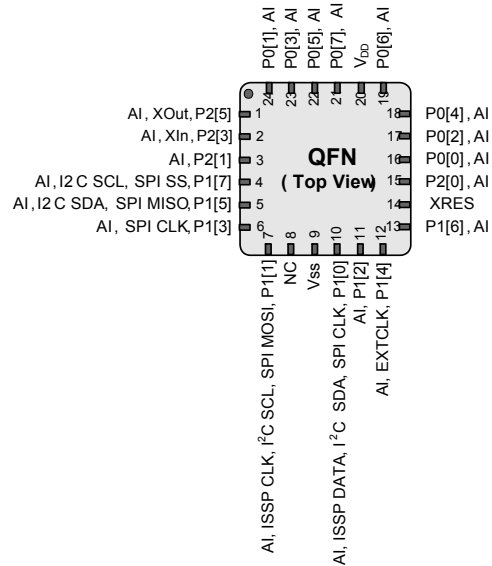 P0[1], AI
P0[3], AI
P0[5], AI
P0[7], AI
VDD
P0[6], AI
24
23
22
21
20
19
AI, XOut, P2[5]
1
18
P0[4], AI
AI, XIn, P2[3]
2
17
P0[2], AI
AI, P2[1]
3
QFN
16
P0[0], AI
AI, I2 C SCL, SPI SS, P1[7]
4
( Top View)
15
P2[0], AI
AI, I2 C SDA, SPI MISO, P1[5]
5
14
XRES
AI, SPI CLK, P1[3]
6
13
P1[6], AI
7
8
9
10
11
12
AI, ISSP CLK, I²C SCL, SPI MOSI, P1[1]
NC
Vss
AI, ISSP DATA, I²C SDA, SPI CLK, P1[0]
AI, P1[2]
AI, EXTCLK, P1[4]